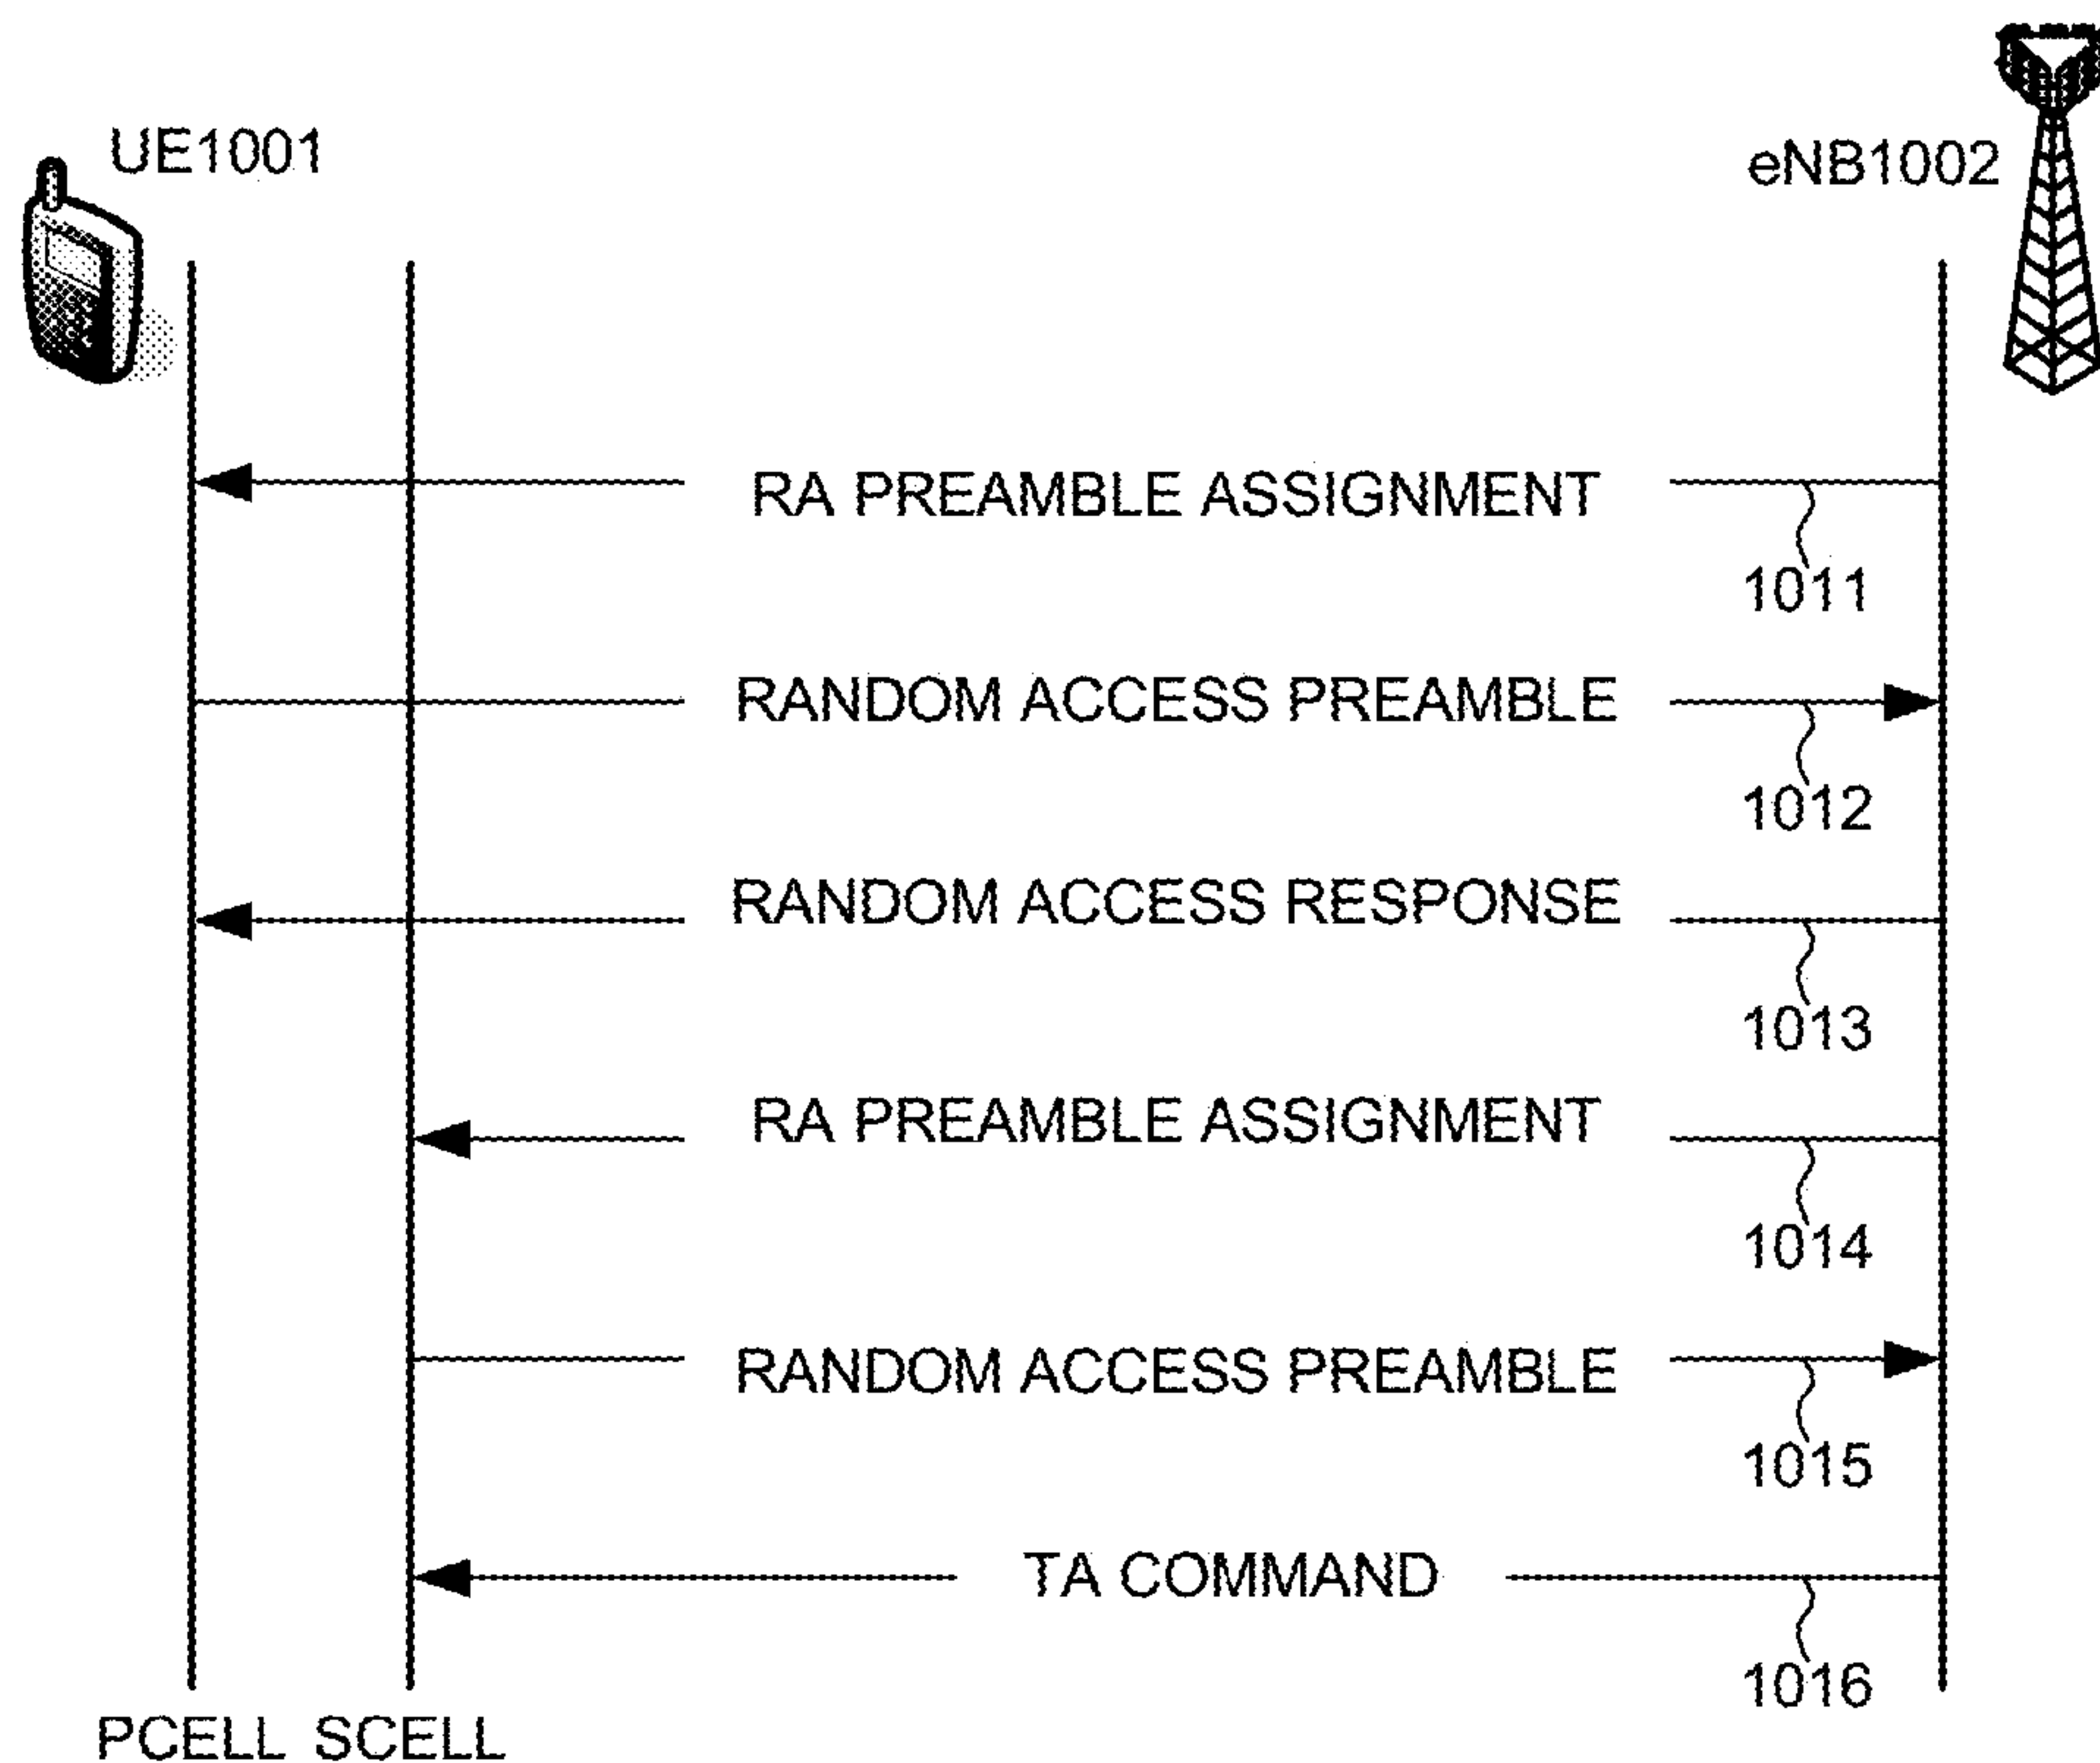 UE1001
eNB1002
RA PREAMBLE ASSIGNMENT
1011
RANDOM ACCESS PREAMBLE
1012
RANDOM ACCESS RESPONSE
1013
RA PREAMBLE ASSIGNMENT
1014
RANDOM ACCESS PREAMBLE
1015
TA COMMAND
1016
PCELL SCELL